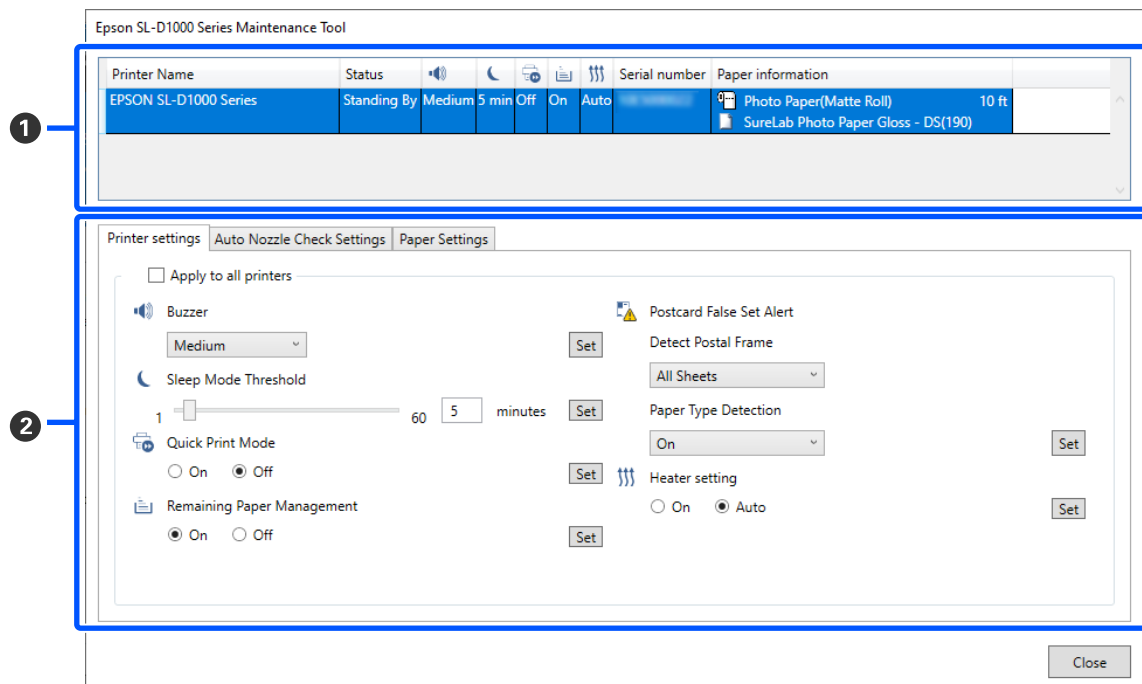 Epson SL-D1000 Series Maintenance Tool
Printer Name Status Serial number Paper information
EPSON SL-D1000 Series Standing By Medium 5 min Off On Auto Photo Paper(Matte Roll) 10 ft
SureLab Photo Paper Gloss - DS(190)
1
Printer settings Auto Nozzle Check Settings Paper Settings
Apply to all printers
Buzzer
Medium Set
Sleep Mode Threshold
1 60 5 minutes Set
Quick Print Mode
On Off Set
Remaining Paper Management
On Off Set
Postcard False Set Alert
Detect Postal Frame
All Sheets
Paper Type Detection
On Set
Heater setting
On Auto Set
2
Close